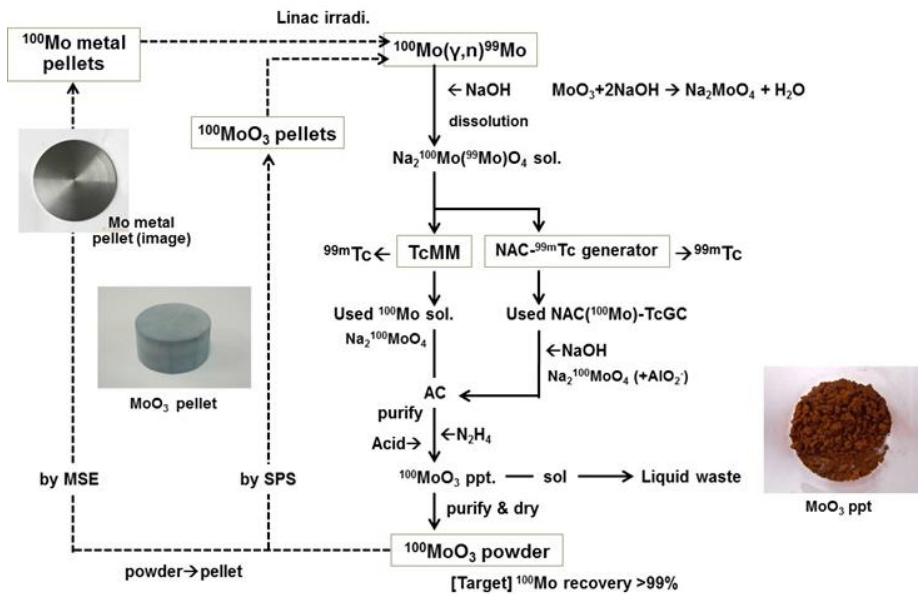 Linac irradi.
¹⁰⁰Mo metal
pellets
¹⁰⁰Mo(γ,n)⁹⁹Mo
←NaOH
MoO₃+2NaOH → Na₂MoO₄ + H₂O
dissolution
¹⁰⁰MoO₃ pellets
Na₂¹⁰⁰Mo(⁹⁹Mo)O₄ sol.
Mo metal
pellet (image)
⁹⁹ᵐTc←
TcMM
NAC-⁹⁹ᵐTc generator
→⁹⁹ᵐTc
Used ¹⁰⁰Mo sol.
Na₂¹⁰⁰MoO₄
Used NAC(¹⁰⁰Mo)-TcGC
←NaOH
Na₂¹⁰⁰MoO₄ (+AlO₂⁻)
MoO₃ pellet
AC
purify
Acid→
←N₂H₄
by MSE
by SPS
¹⁰⁰MoO₃ ppt.
sol
Liquid waste
MoO₃ ppt
purify & dry
¹⁰⁰MoO₃ powder
powder→pellet
[Target] ¹⁰⁰Mo recovery >99%